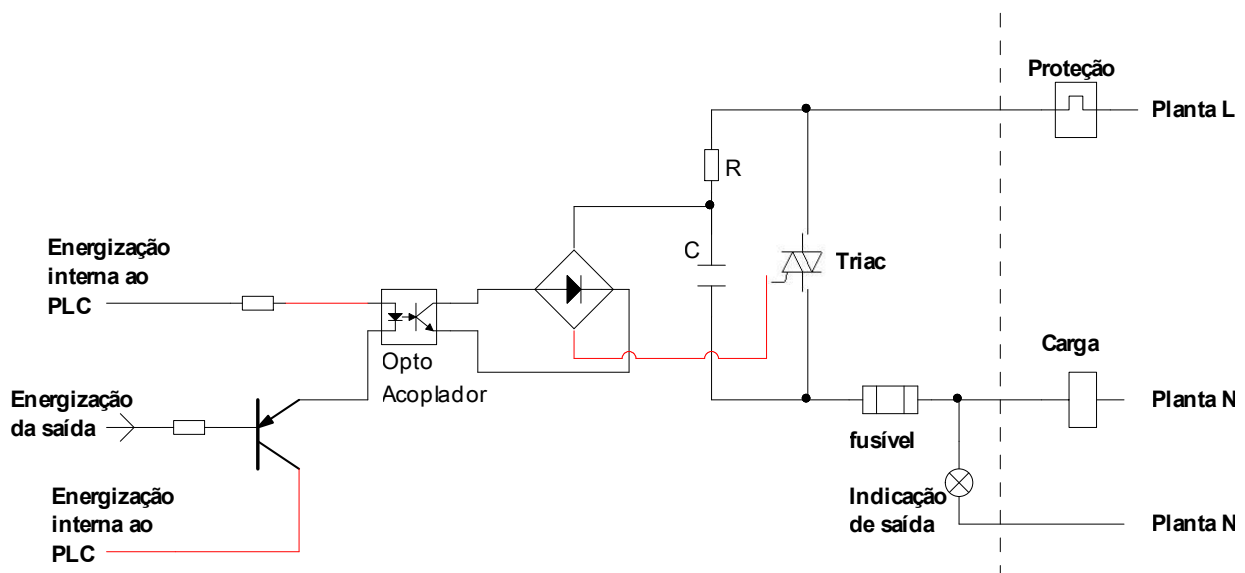 Proteção
Planta L
R
Energização
interna ao
PLC
C
Triac
Opto
Acoplador
Carga
Planta N
Energização
da saída
fusível
Energização
interna ao
PLC
Indicação
de saída
Planta N